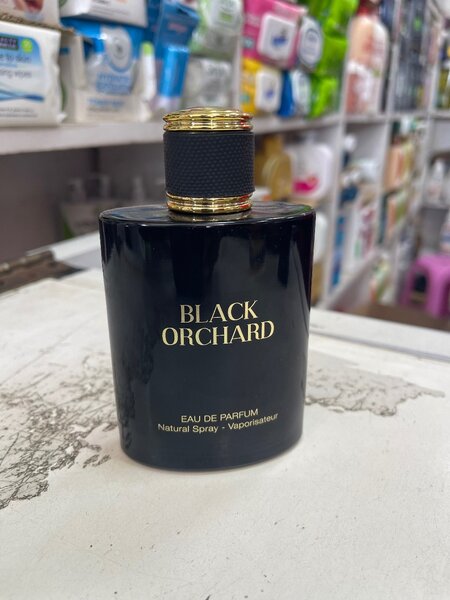 BLACK
ORCHARD
EAU DE PARFUM
Natural Spray - Vaporisateur